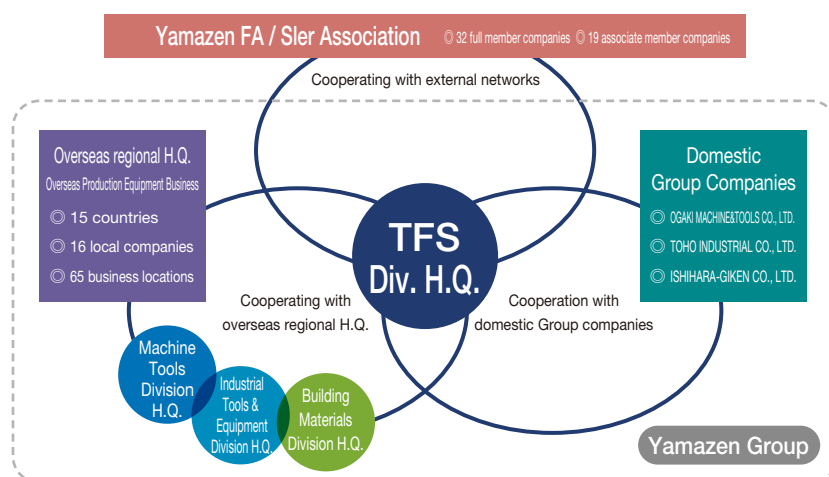 Yamazen FA / Sler Association ◎ 32 full member companies ◎ 19 associate member companies
Cooperating with external networks
Overseas regional H.Q.
Overseas Production Equipment Business
◎ 15 countries
◎ 16 local companies
◎ 65 business locations
Domestic
Group Companies
◎ OGAKI MACHINE&TOOLS CO., LTD.
◎ TOHO INDUSTRIAL CO., LTD.
◎ ISHIHARA-GIKEN CO., LTD.
TFS
Div. H.Q.
Cooperating with
overseas regional H.Q.
Cooperation with
domestic Group companies
Machine
Tools
Division
H.Q.
Industrial
Tools &
Equipment
Division H.Q.
Building
Materials
Division H.Q.
Yamazen Group